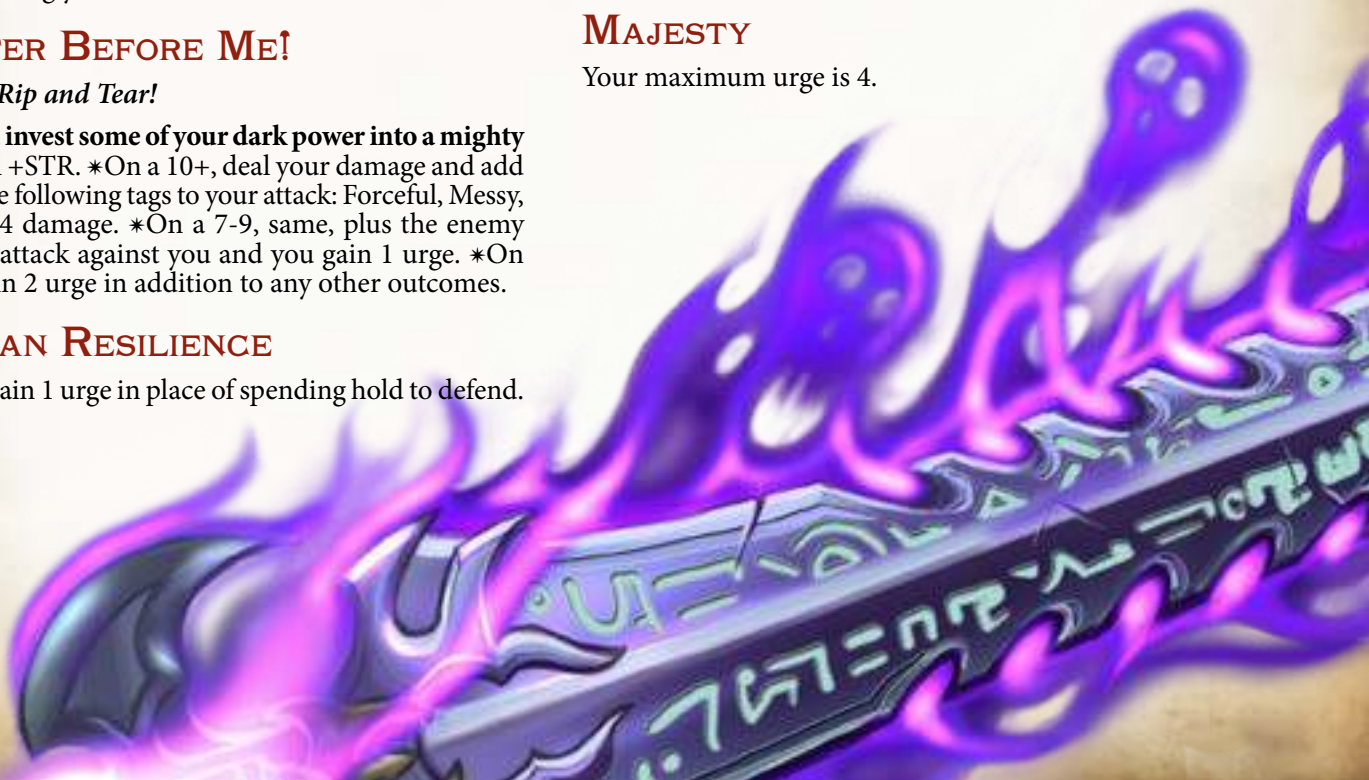 ER BEFORE ME!
Rip and Tear!
invest some of your dark power into a mighty
+STR. ✴On a 10+, deal your damage and add
e following tags to your attack: Forceful, Messy,
4 damage. ✴On a 7-9, same, plus the enemy
attack against you and you gain 1 urge. ✴On
n 2 urge in addition to any other outcomes.
AN RESILIENCE
ain 1 urge in place of spending hold to defend.
MAJESTY
Your maximum urge is 4.